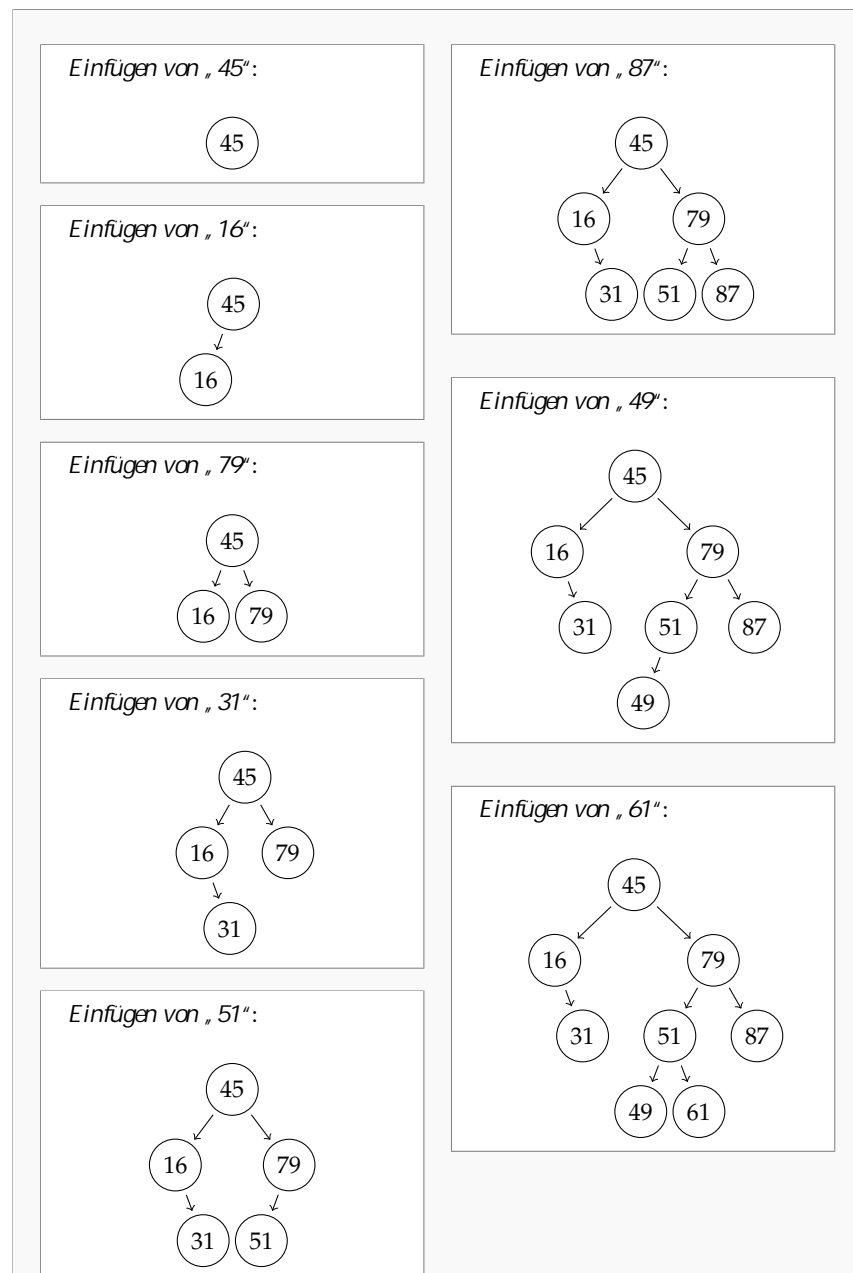 Einfügen von „45“:
45
Einfügen von „16“:
45
16
Einfügen von „79“:
45
16 79
Einfügen von „31“:
45
16 79
31
Einfügen von „51“:
45
16 79
31 51
Einfügen von „87“:
45
16 79
31 51 87
Einfügen von „49“:
45
16 79
31 51 87
49
Einfügen von „61“:
45
16 79
31 51 87
49 61